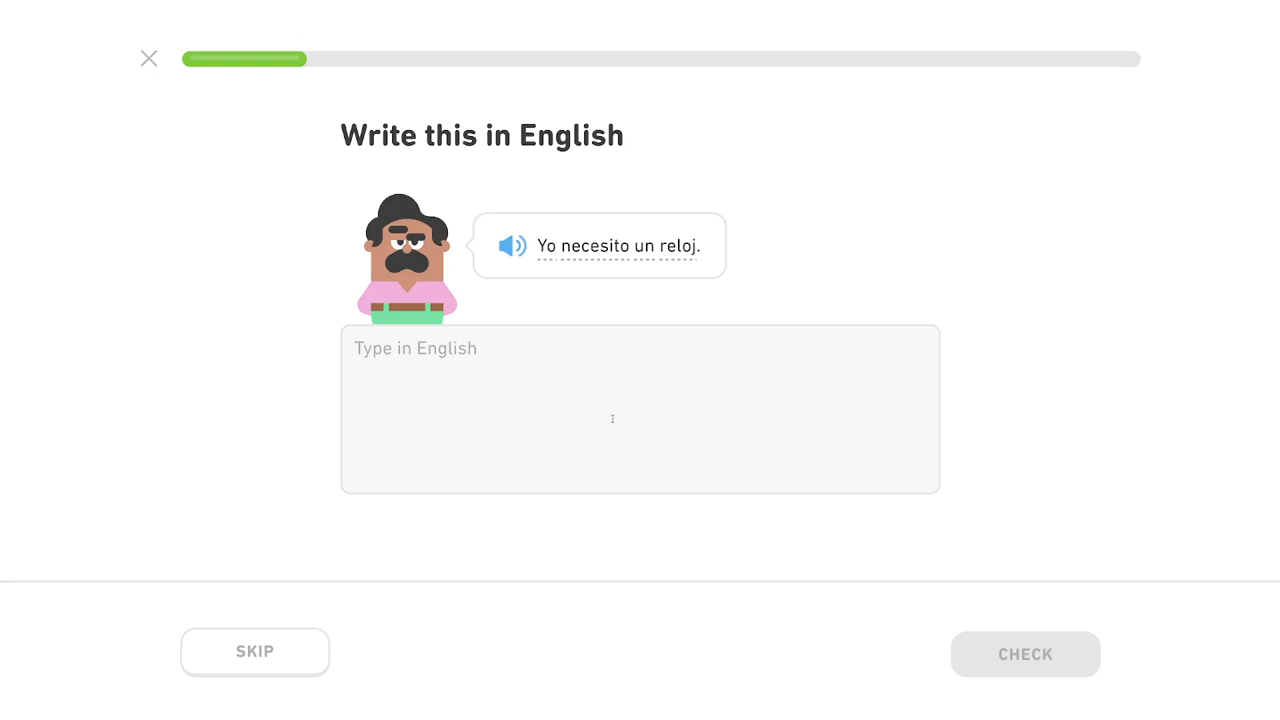 Write this in English
Yo necesito un reloj.
Type in English
SKIP
CHECK